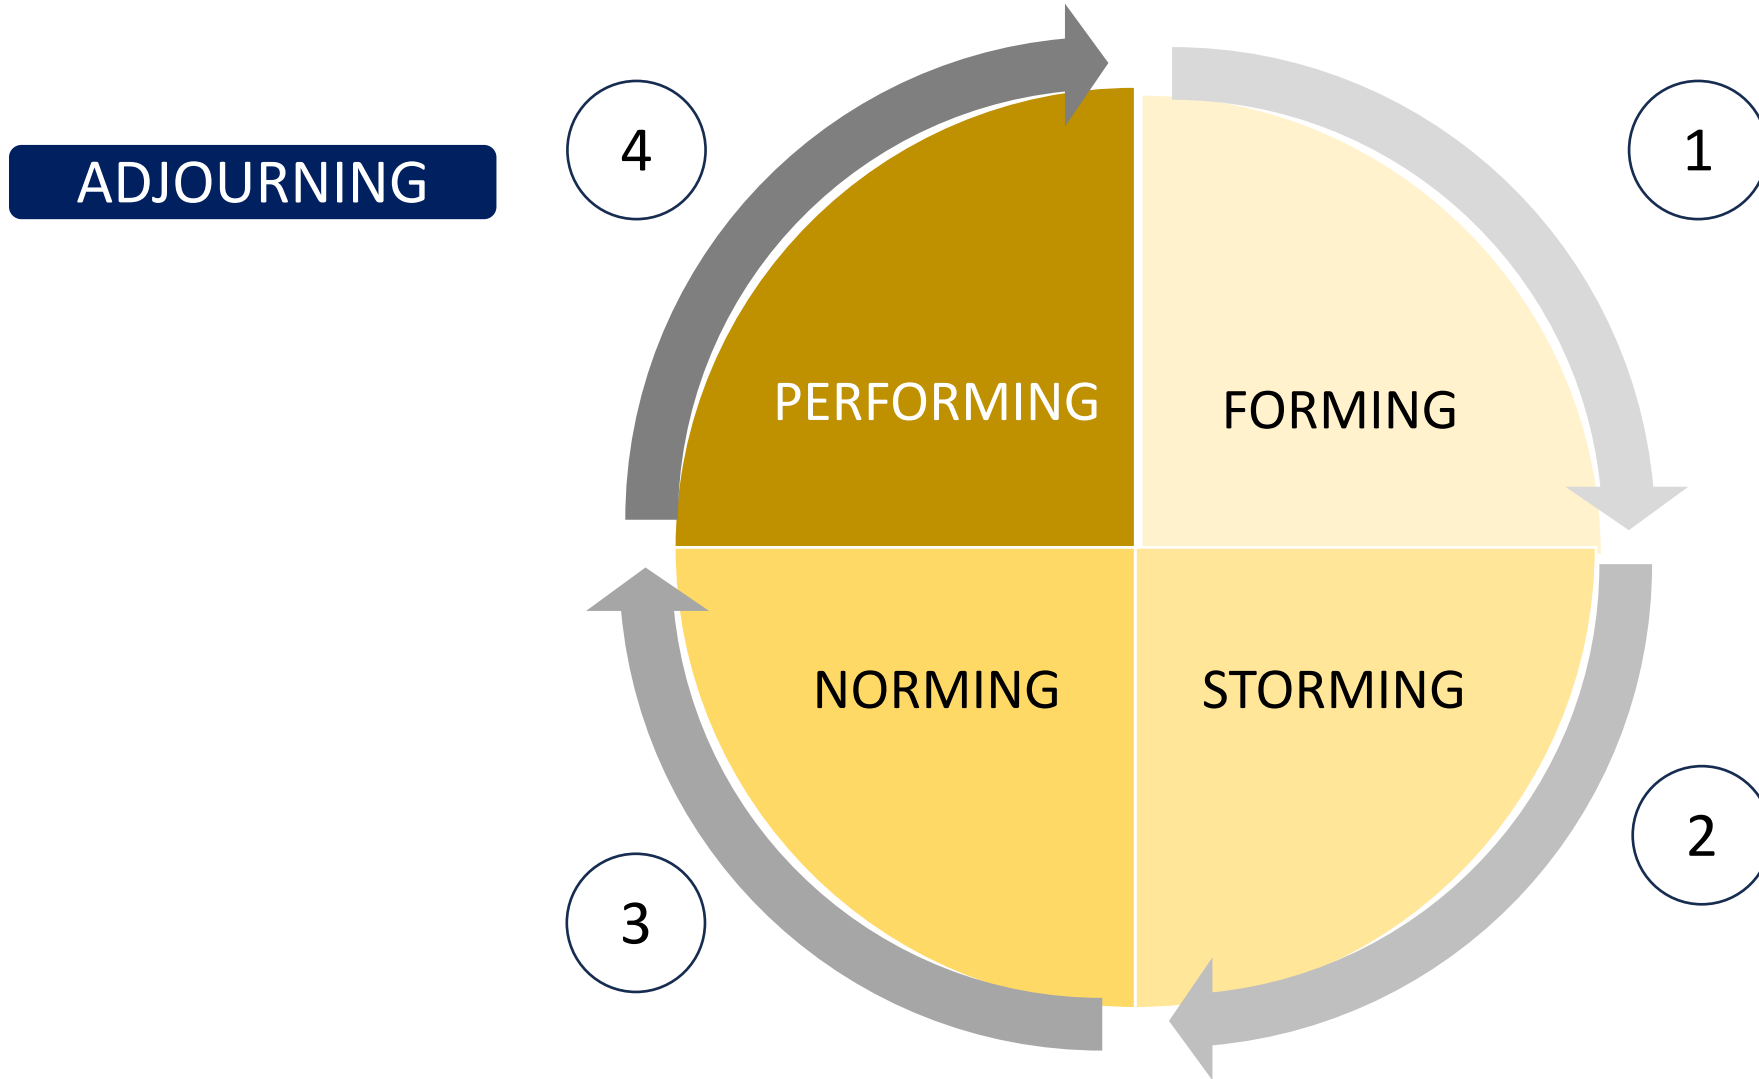 ADJOURNING
4
1
PERFORMING
FORMING
NORMING
STORMING
3
2